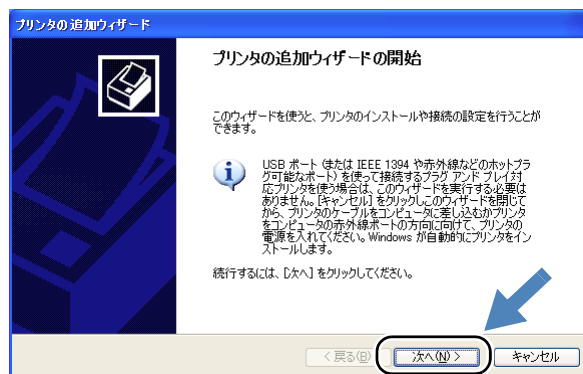 プリンタの追加ウィザード
プリンタの追加ウィザードの開始
このウィザードを使うと、プリンタのインストールや接続の設定を行うことが
できます。
USB ポート (または IEEE 1394 や赤外線などのホットプラ
グ可能なポート) を使って接続するプラグ アンド プレイ対
応プリンタを使う場合は、このウィザードを実行する必要は
ありません。[キャンセル] をクリックしこのウィザードを閉じて
から、プリンタのケーブルをコンピュータに差し込むかプリンタ
をコンピュータの赤外線ポートの方向に向けて、プリンタの
電源を入れてください。Windows が自動的にプリンタをイン
ストールします。
続行するには、[次へ] をクリックしてください。
< 戻る(B)
次へ(N) >
キャンセル